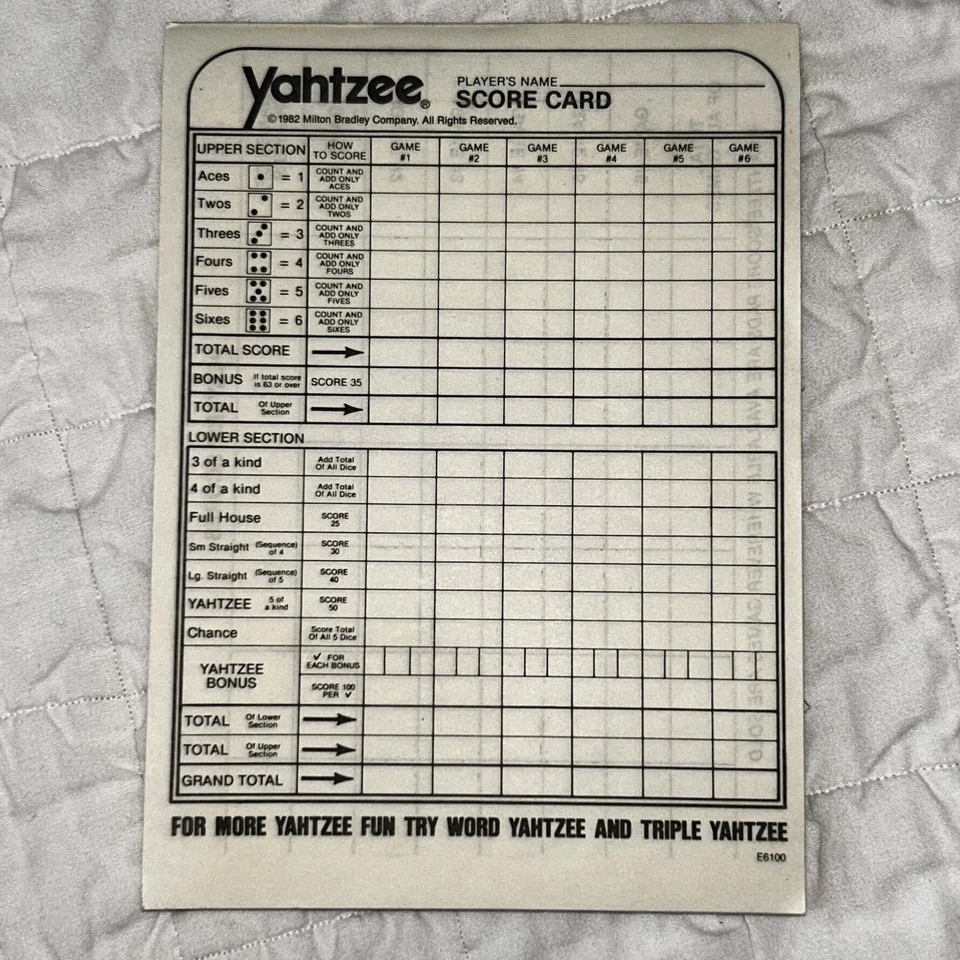 Yahtzee®
PLAYER'S NAME
SCORE CARD
©1982 Milton Bradley Company. All Rights Reserved.
UPPER SECTION HOW TO SCORE GAME #1 GAME #2 GAME #3 GAME #4 GAME #5 GAME #6
Aces = 1 COUNT AND ADD ONLY ACES
Twos = 2 COUNT AND ADD ONLY TWOS
Threes = 3 COUNT AND ADD ONLY THREES
Fours = 4 COUNT AND ADD ONLY FOURS
Fives = 5 COUNT AND ADD ONLY FIVES
Sixes = 6 COUNT AND ADD ONLY SIXES
TOTAL SCORE
BONUS If total score is 63 or over SCORE 35
TOTAL Of Upper Section
LOWER SECTION
3 of a kind Add Total Of All Dice
4 of a kind Add Total Of All Dice
Full House SCORE 25
Sm Straight (Sequence) of 4 SCORE 30
Lg. Straight (Sequence) of 5 SCORE 40
YAHTZEE 5 of a kind SCORE 50
Chance Score Total Of All 5 Dice
YAHTZEE BONUS ✓ FOR EACH BONUS
SCORE 100 PER ✓
TOTAL Of Lower Section
TOTAL Of Upper Section
GRAND TOTAL
FOR MORE YAHTZEE FUN TRY WORD YAHTZEE AND TRIPLE YAHTZEE
E6100